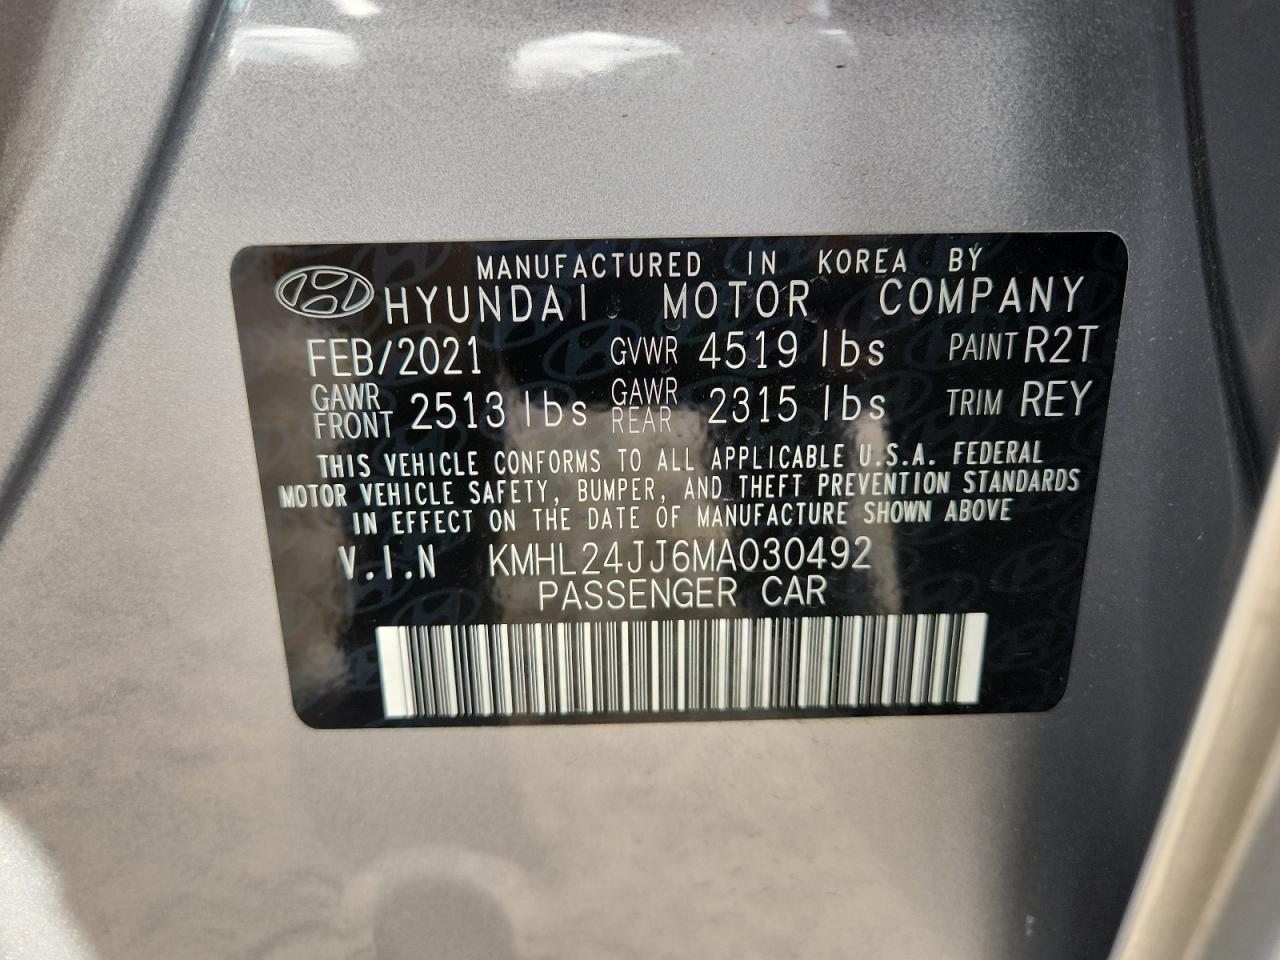 MANUFACTURED IN KOREA BY
HYUNDAI MOTOR COMPANY
FEB/2021 GVWR 4519 lbs PAINT R2T
GAWR FRONT 2513 lbs GAWR REAR 2315 lbs TRIM REY
THIS VEHICLE CONFORMS TO ALL APPLICABLE U.S.A. FEDERAL
MOTOR VEHICLE SAFETY, BUMPER, AND THEFT PREVENTION STANDARDS
IN EFFECT ON THE DATE OF MANUFACTURE SHOWN ABOVE
V.I.N KMHL24JJ6MA030492
PASSENGER CAR